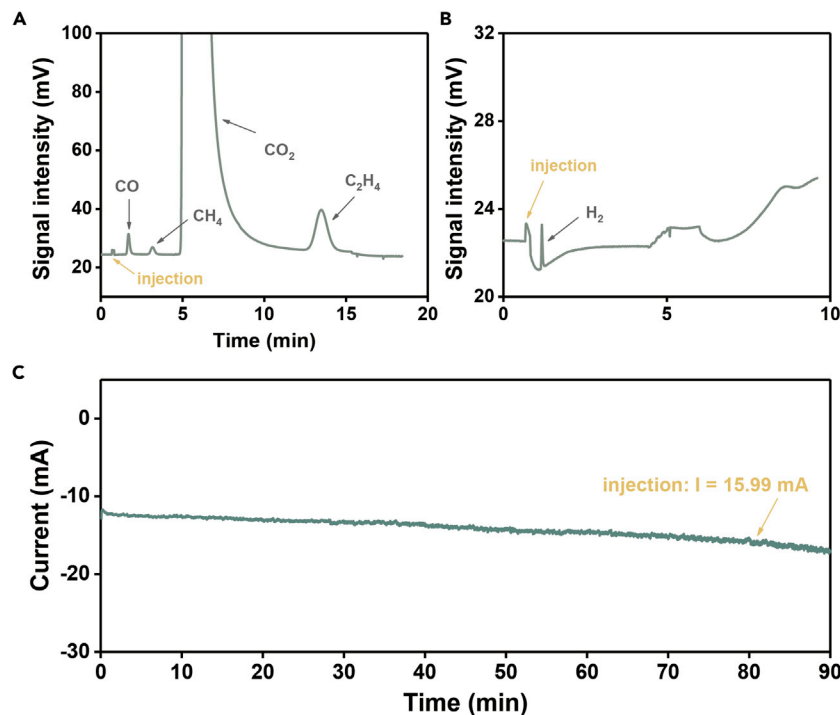 A
Signal intensity (mV)
100
80
60
40
20
CO
CH4
CO2
C2H4
injection
0
5
10
15
20
Time (min)
B
Signal intensity (mV)
32
28
24
20
injection
H2
0
5
10
C
Currrent (mA)
0
-10
-20
-30
injection: I = 15.99 mA
0
10
20
30
40
50
60
70
80
90
Time (min)